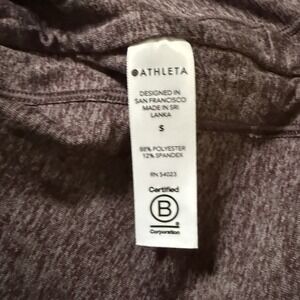 ATHLETA
DESIGNED IN
SAN FRANCISCO
MADE IN SRI
LANKA
S
88% POLYESTER
12% SPANDEX
RN 54023
Certified
B
Corporation